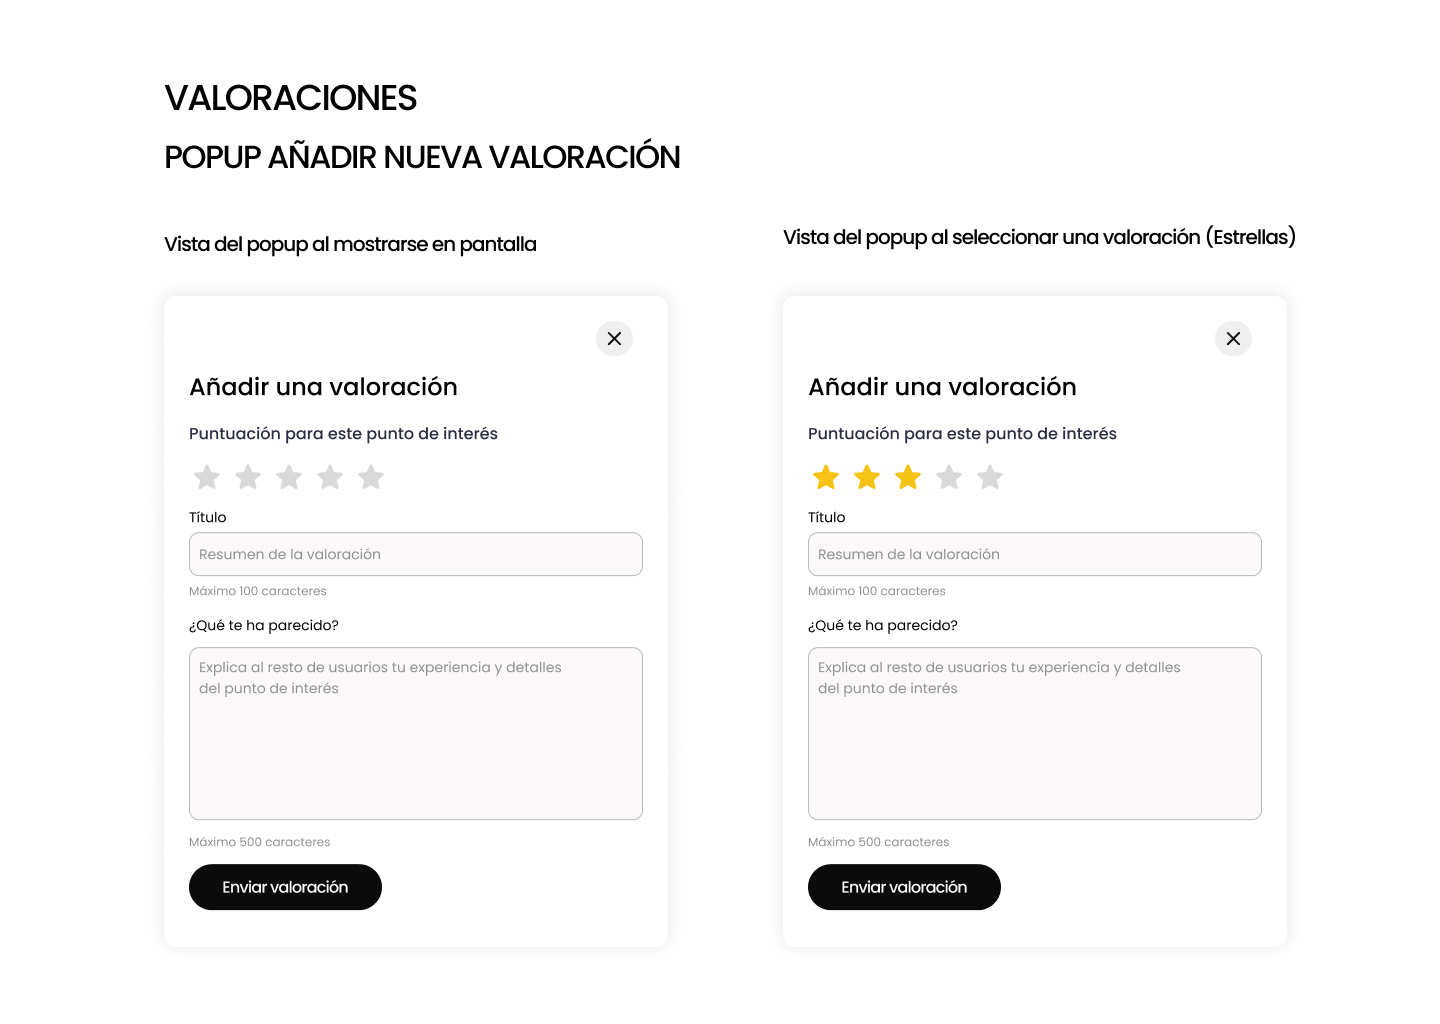 VALORACIONES
POPUP AÑADIR NUEVA VALORACIÓN
Vista del popup al mostrarse en pantalla
Añadir una valoración
Puntuación para este punto de interés
Título
Resumen de la valoración
Máximo 100 caracteres
¿Qué te ha parecido?
Explica al resto de usuarios tu experiencia y detalles
del punto de interés
Máximo 500 caracteres
Enviar valoración
Vista del popup al seleccionar una valoración (Estrellas)
Añadir una valoración
Puntuación para este punto de interés
Título
Resumen de la valoración
Máximo 100 caracteres
¿Qué te ha parecido?
Explica al resto de usuarios tu experiencia y detalles
del punto de interés
Máximo 500 caracteres
Enviar valoración